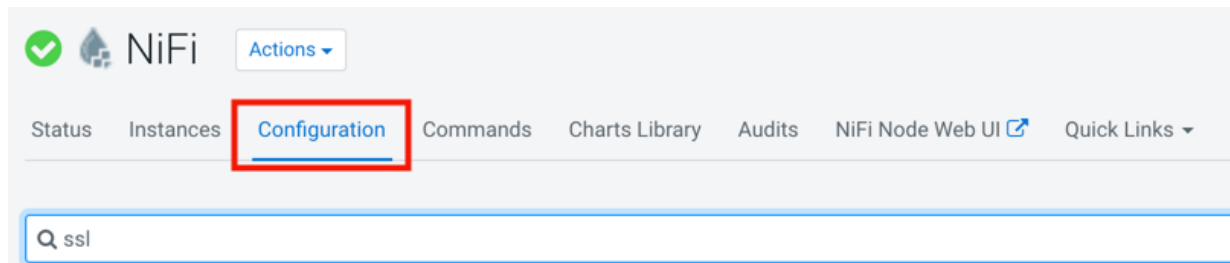 NiFi Actions
Status Instances Configuration Commands Charts Library Audits NiFi Node Web UI Quick Links
ssl